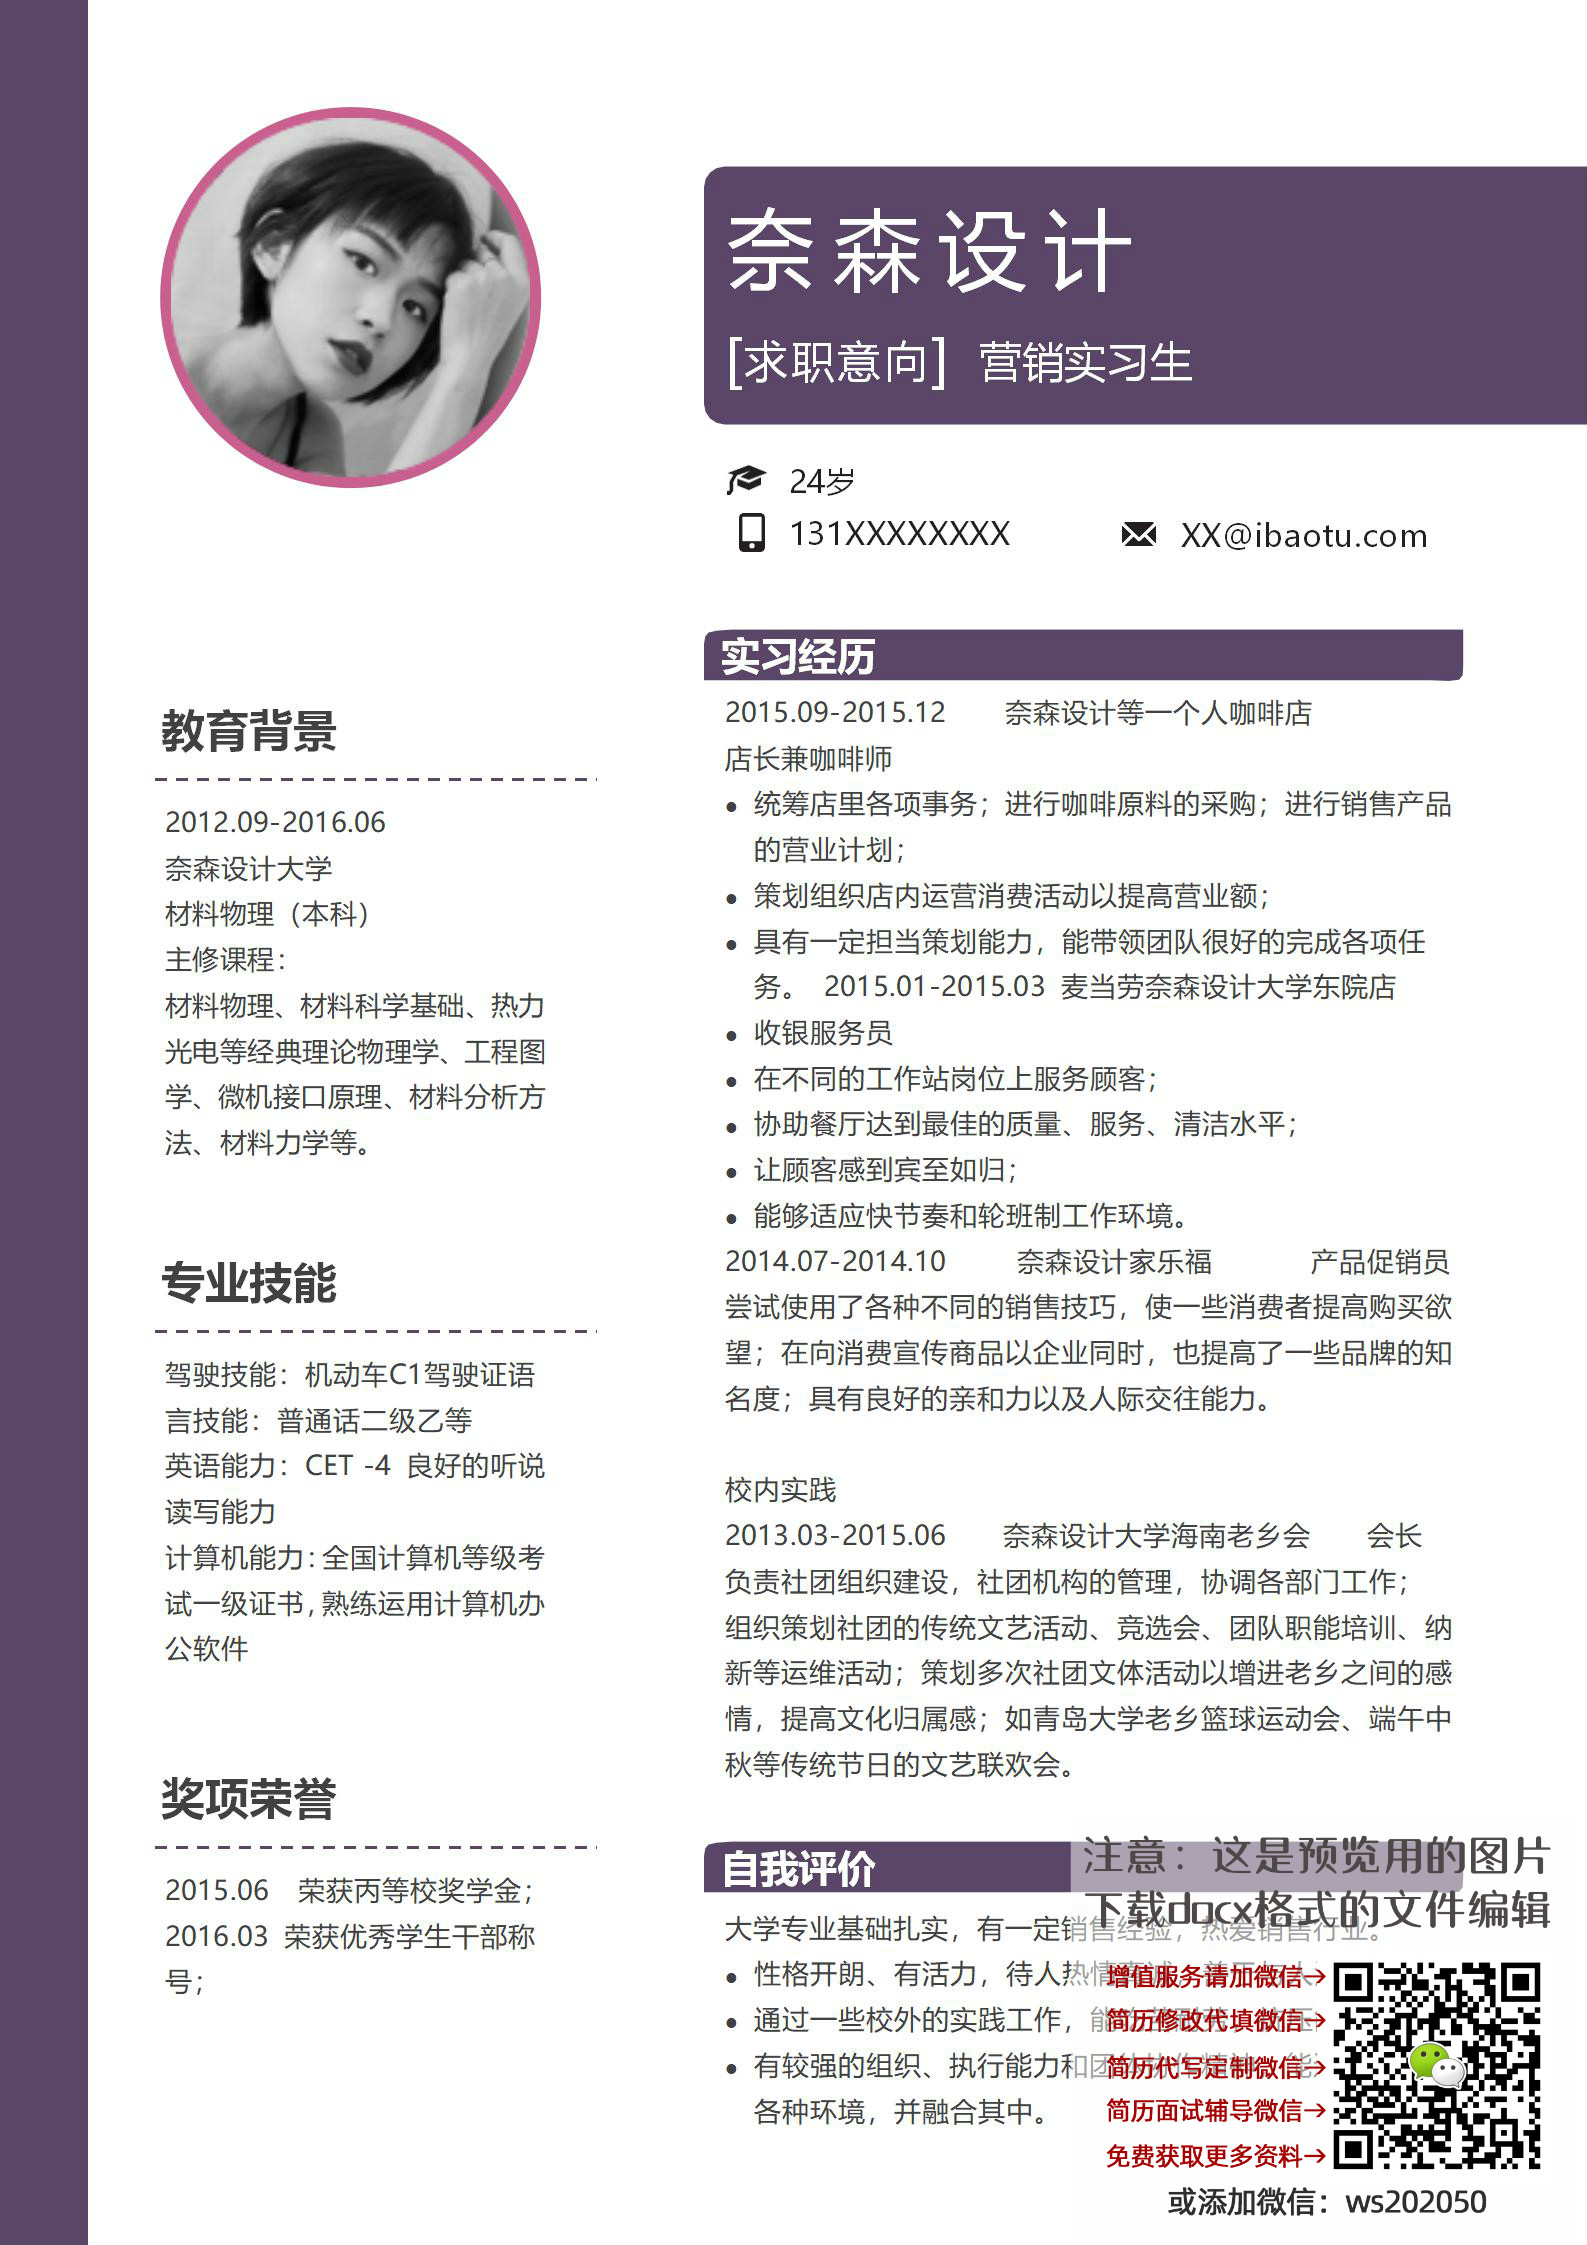 奈森设计
[求职意向] 营销实习生
24岁
131XXXXXXXX XX@ibaotu.com
教育背景
2012.09-2016.06
奈森设计大学
材料物理（本科）
主修课程：
材料物理、材料科学基础、热力
光电等经典理论物理学、工程图
学、微机接口原理、材料分析方
法、材料力学等。
专业技能
驾驶技能：机动车C1驾驶证语
言技能：普通话二级乙等
英语能力：CET -4 良好的听说
读写能力
计算机能力：全国计算机等级考
试一级证书，熟练运用计算机办
公软件
奖项荣誉
2015.06 荣获丙等校奖学金；
2016.03 荣获优秀学生干部称
号；
实习经历
2015.09-2015.12 奈森设计等一个人咖啡店
店长兼咖啡师
● 统筹店里各项事务；进行咖啡原料的采购；进行销售产品
的营业计划；
● 策划组织店内运营消费活动以提高营业额；
● 具有一定担当策划能力，能带领团队很好的完成各项任
务。 2015.01-2015.03 麦当劳奈森设计大学东院店
● 收银服务员
● 在不同的工作站岗位上服务顾客；
● 协助餐厅达到最佳的质量、服务、清洁水平；
● 让顾客感到宾至如归；
● 能够适应快节奏和轮班制工作环境。
2014.07-2014.10 奈森设计家乐福 产品促销员
尝试使用了各种不同的销售技巧，使一些消费者提高购买欲
望；在向消费宣传商品以企业同时，也提高了一些品牌的知
名度；具有良好的亲和力以及人际交往能力。
校内实践
2013.03-2015.06 奈森设计大学海南老乡会 会长
负责社团组织建设，社团机构的管理，协调各部门工作；
组织策划社团的传统文艺活动、竞选会、团队职能培训、纳
新等运维活动；策划多次社团文体活动以增进老乡之间的感
情，提高文化归属感；如青岛大学老乡篮球运动会、端午中
秋等传统节日的文艺联欢会。
自我评价
大学专业基础扎实，有一定销售经验，热爱销售行业。
● 性格开朗、有活力，待人热情
● 通过一些校外的实践工作，能
● 有较强的组织、执行能力和团体协作精神，能
各种环境，并融合其中。
注意：这是预览用的图片
下载docx格式的文件编辑
增值服务请加微信→
简历修改代填微信→
简历代写定制微信→
简历面试辅导微信→
免费获取更多资料→
或添加微信：ws202050